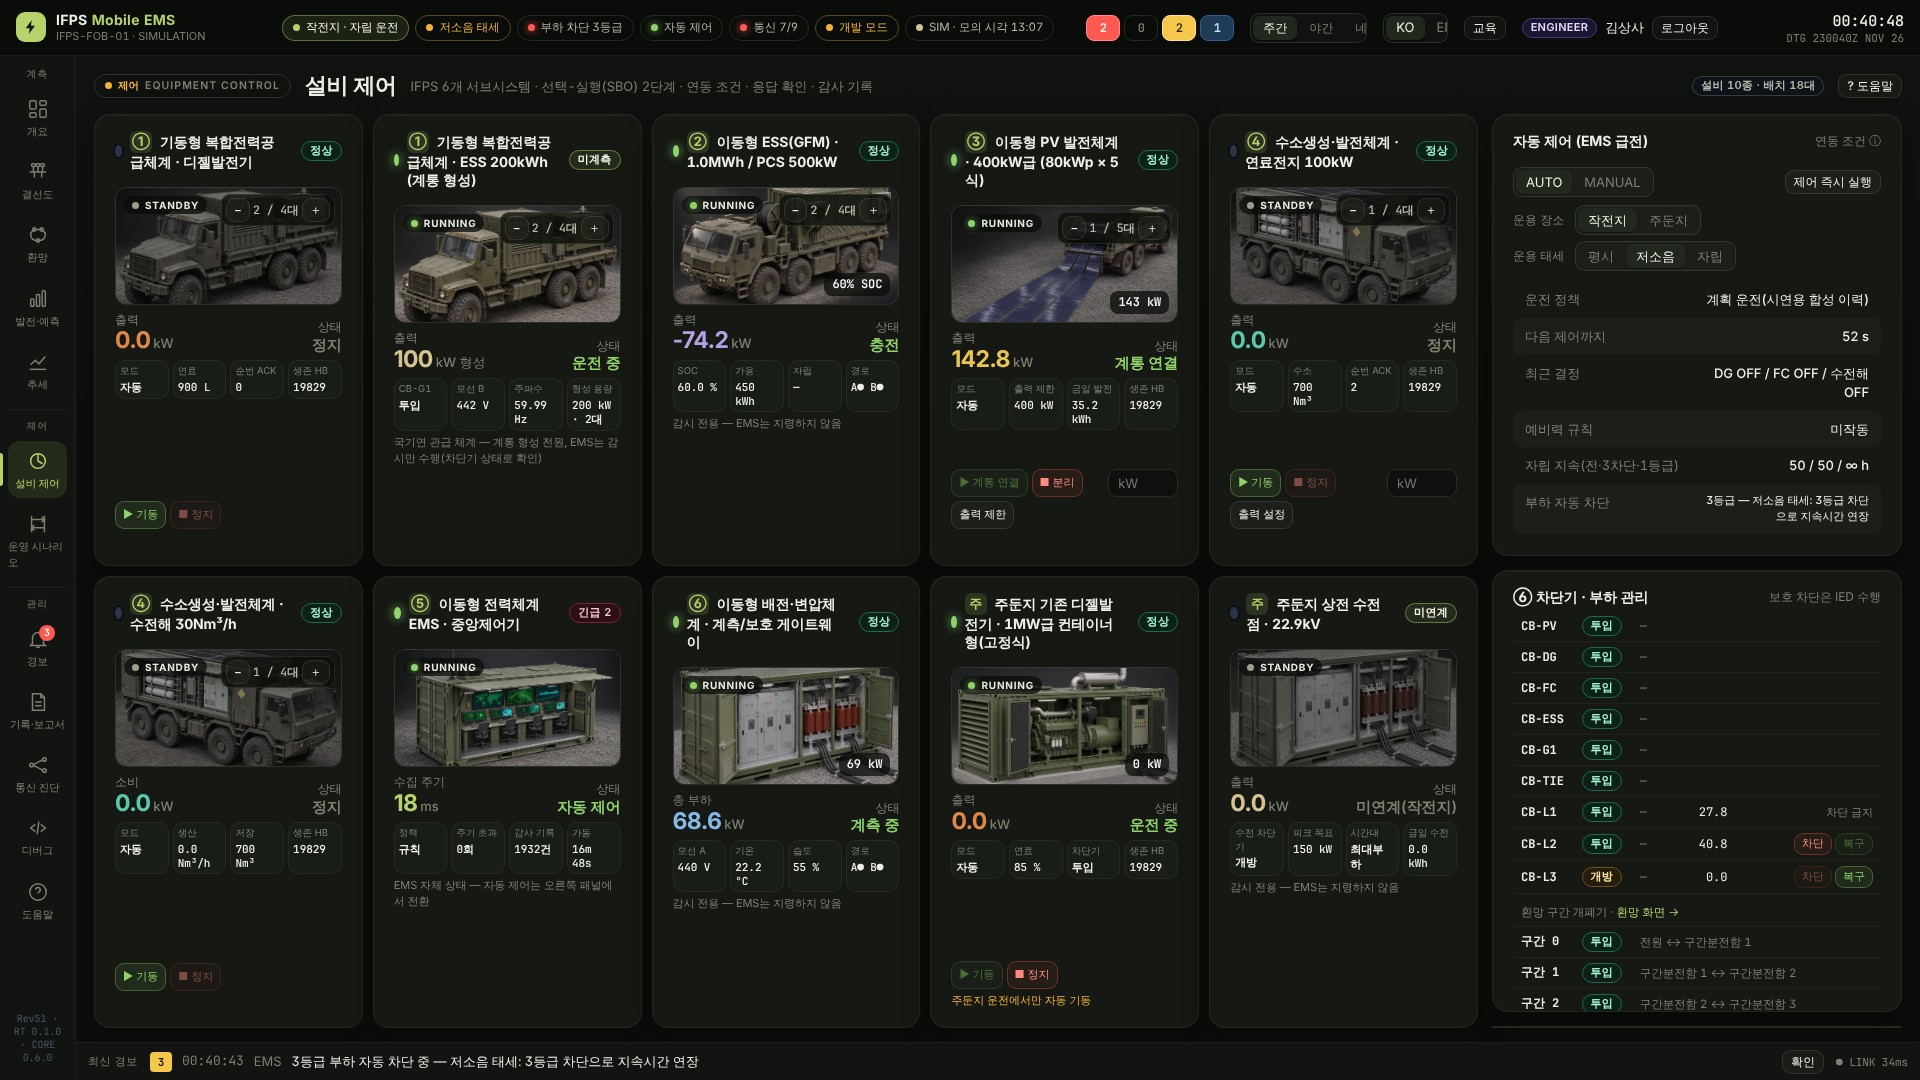 IFPS Mobile EMS
IFPS-FOB-01 · SIMULATION
작전지 · 자립 운전
저소음 태세
부하 차단 3등급
자동 제어
통신 7/9
개발 모드
SIM · 모의 시각 13:07
2
0
2
1
주간
야간
KO
교육
ENGINEER
김상사
로그아웃
00:40:48
DTG 230040Z NOV 26
계측
개요
결선도
환망
발전·예측
추세
제어
설비 제어
운영 시나리
오
관리
3
경보
기록·보고서
통신 진단
디버그
도움말
RevS1 ·
RT 0.1.0
· CORE
0.6.0
제어 EQUIPMENT CONTROL
설비 제어
IFPS 6개 서브시스템 · 선택-실행(SBO) 2단계 · 연동 조건 · 응답 확인 · 감사 기록
설비 10종 · 배치 18대
? 도움말
① 기동형 복합전력공
급체계 · 디젤발전기
정상
STANDBY
− 2 / 4대 +
출력
0.0 kW
상태
정지
모드
자동
연료
900 L
순번 ACK
0
생존 HB
19829
▶ 기동
■ 정지
① 기동형 복합전력공
급체계 · ESS 200kWh
(계통 형성)
미계측
RUNNING
− 2 / 4대 +
출력
100 kW 형성
상태
운전 중
CB-G1
투입
모선 B
442 V
주파수
59.99
Hz
형성 용량
200 kW
· 2대
국기연 관급 체계 — 계통 형성 전원, EMS는 감
시만 수행(차단기 상태로 확인)
② 이동형 ESS(GFM) ·
1.0MWh / PCS 500kW
정상
RUNNING
− 2 / 4대 +
60% SOC
출력
-74.2 kW
상태
충전
SOC
60.0 %
가용
450
kWh
자립
—
경로
A● B●
감시 전용 — EMS는 지령하지 않음
③ 이동형 PV 발전체계
· 400kW급 (80kWp × 5
식)
정상
RUNNING
− 1 / 5대 +
143 kW
출력
142.8 kW
상태
계통 연결
모드
자동
출력 제한
400 kW
금일 발전
35.2
kWh
생존 HB
19829
▶ 계통 연결
■ 분리
kW
출력 제한
④ 수소생성·발전체계 ·
연료전지 100kW
정상
STANDBY
− 1 / 4대 +
출력
0.0 kW
상태
정지
모드
자동
수소
700
Nm³
순번 ACK
2
생존 HB
19829
▶ 기동
■ 정지
kW
출력 설정
④ 수소생성·발전체계 ·
수전해 30Nm³/h
정상
STANDBY
− 1 / 4대 +
소비
0.0 kW
상태
정지
모드
자동
생산
0.0
Nm³/h
저장
700
Nm³
생존 HB
19829
▶ 기동
■ 정지
⑤ 이동형 전력체계
EMS · 중앙제어기
긴급 2
RUNNING
수집 주기
18 ms
상태
자동 제어
정책
규칙
주기 초과
0회
감사 기록
1932건
가동
16m
48s
EMS 자체 상태 — 자동 제어는 오른쪽 패널에
서 전환
⑥ 이동형 배전·변압체
계 · 계측/보호 게이트웨
이
정상
RUNNING
69 kW
총 부하
68.6 kW
상태
계측 중
모선 A
440 V
기온
22.2
°C
습도
55 %
경로
A● B●
감시 전용 — EMS는 지령하지 않음
주 주둔지 기존 디젤발
전기 · 1MW급 컨테이너
형(고정식)
정상
RUNNING
0 kW
출력
0.0 kW
상태
운전 중
모드
자동
연료
85 %
차단기
투입
생존 HB
19829
▶ 기동
■ 정지
주둔지 운전에서만 자동 기동
주 주둔지 상전 수전
점 · 22.9kV
미연계
STANDBY
출력
0.0 kW
상태
미연계(작전지)
수전 차단
기
개방
피크 목표
150 kW
시간대
최대부
하
금일 수전
0.0
kWh
감시 전용 — EMS는 지령하지 않음
자동 제어 (EMS 급전)
연동 조건 ⓘ
AUTO
MANUAL
제어 즉시 실행
운용 장소
작전지
주둔지
운용 태세
평시
저소음
자립
운전 정책
계획 운전(시연용 합성 이력)
다음 제어까지
52 s
최근 결정
DG OFF / FC OFF / 수전해
OFF
예비력 규칙
미작동
자립 지속(전·3차단·1등급)
50 / 50 / ∞ h
부하 자동 차단
3등급 — 저소음 태세: 3등급 차단
으로 지속시간 연장
⑥ 차단기 · 부하 관리
보호 차단은 IED 수행
CB-PV 투입 —
CB-DG 투입 —
CB-FC 투입 —
CB-ESS 투입 —
CB-G1 투입 —
CB-TIE 투입 —
CB-L1 투입 — 27.8 차단 금지
CB-L2 투입 — 40.8 차단 복구
CB-L3 개방 — 0.0 차단 복구
환망 구간 개폐기 · 환망 화면 →
구간 0 투입 전원 ↔ 구간분전함 1
구간 1 투입 구간분전함 1 ↔ 구간분전함 2
구간 2 투입 구간분전함 2 ↔ 구간분전함 3
최신 경보 3 00:40:43 EMS 3등급 부하 자동 차단 중 — 저소음 태세: 3등급 차단으로 지속시간 연장
확인
LINK 34ms